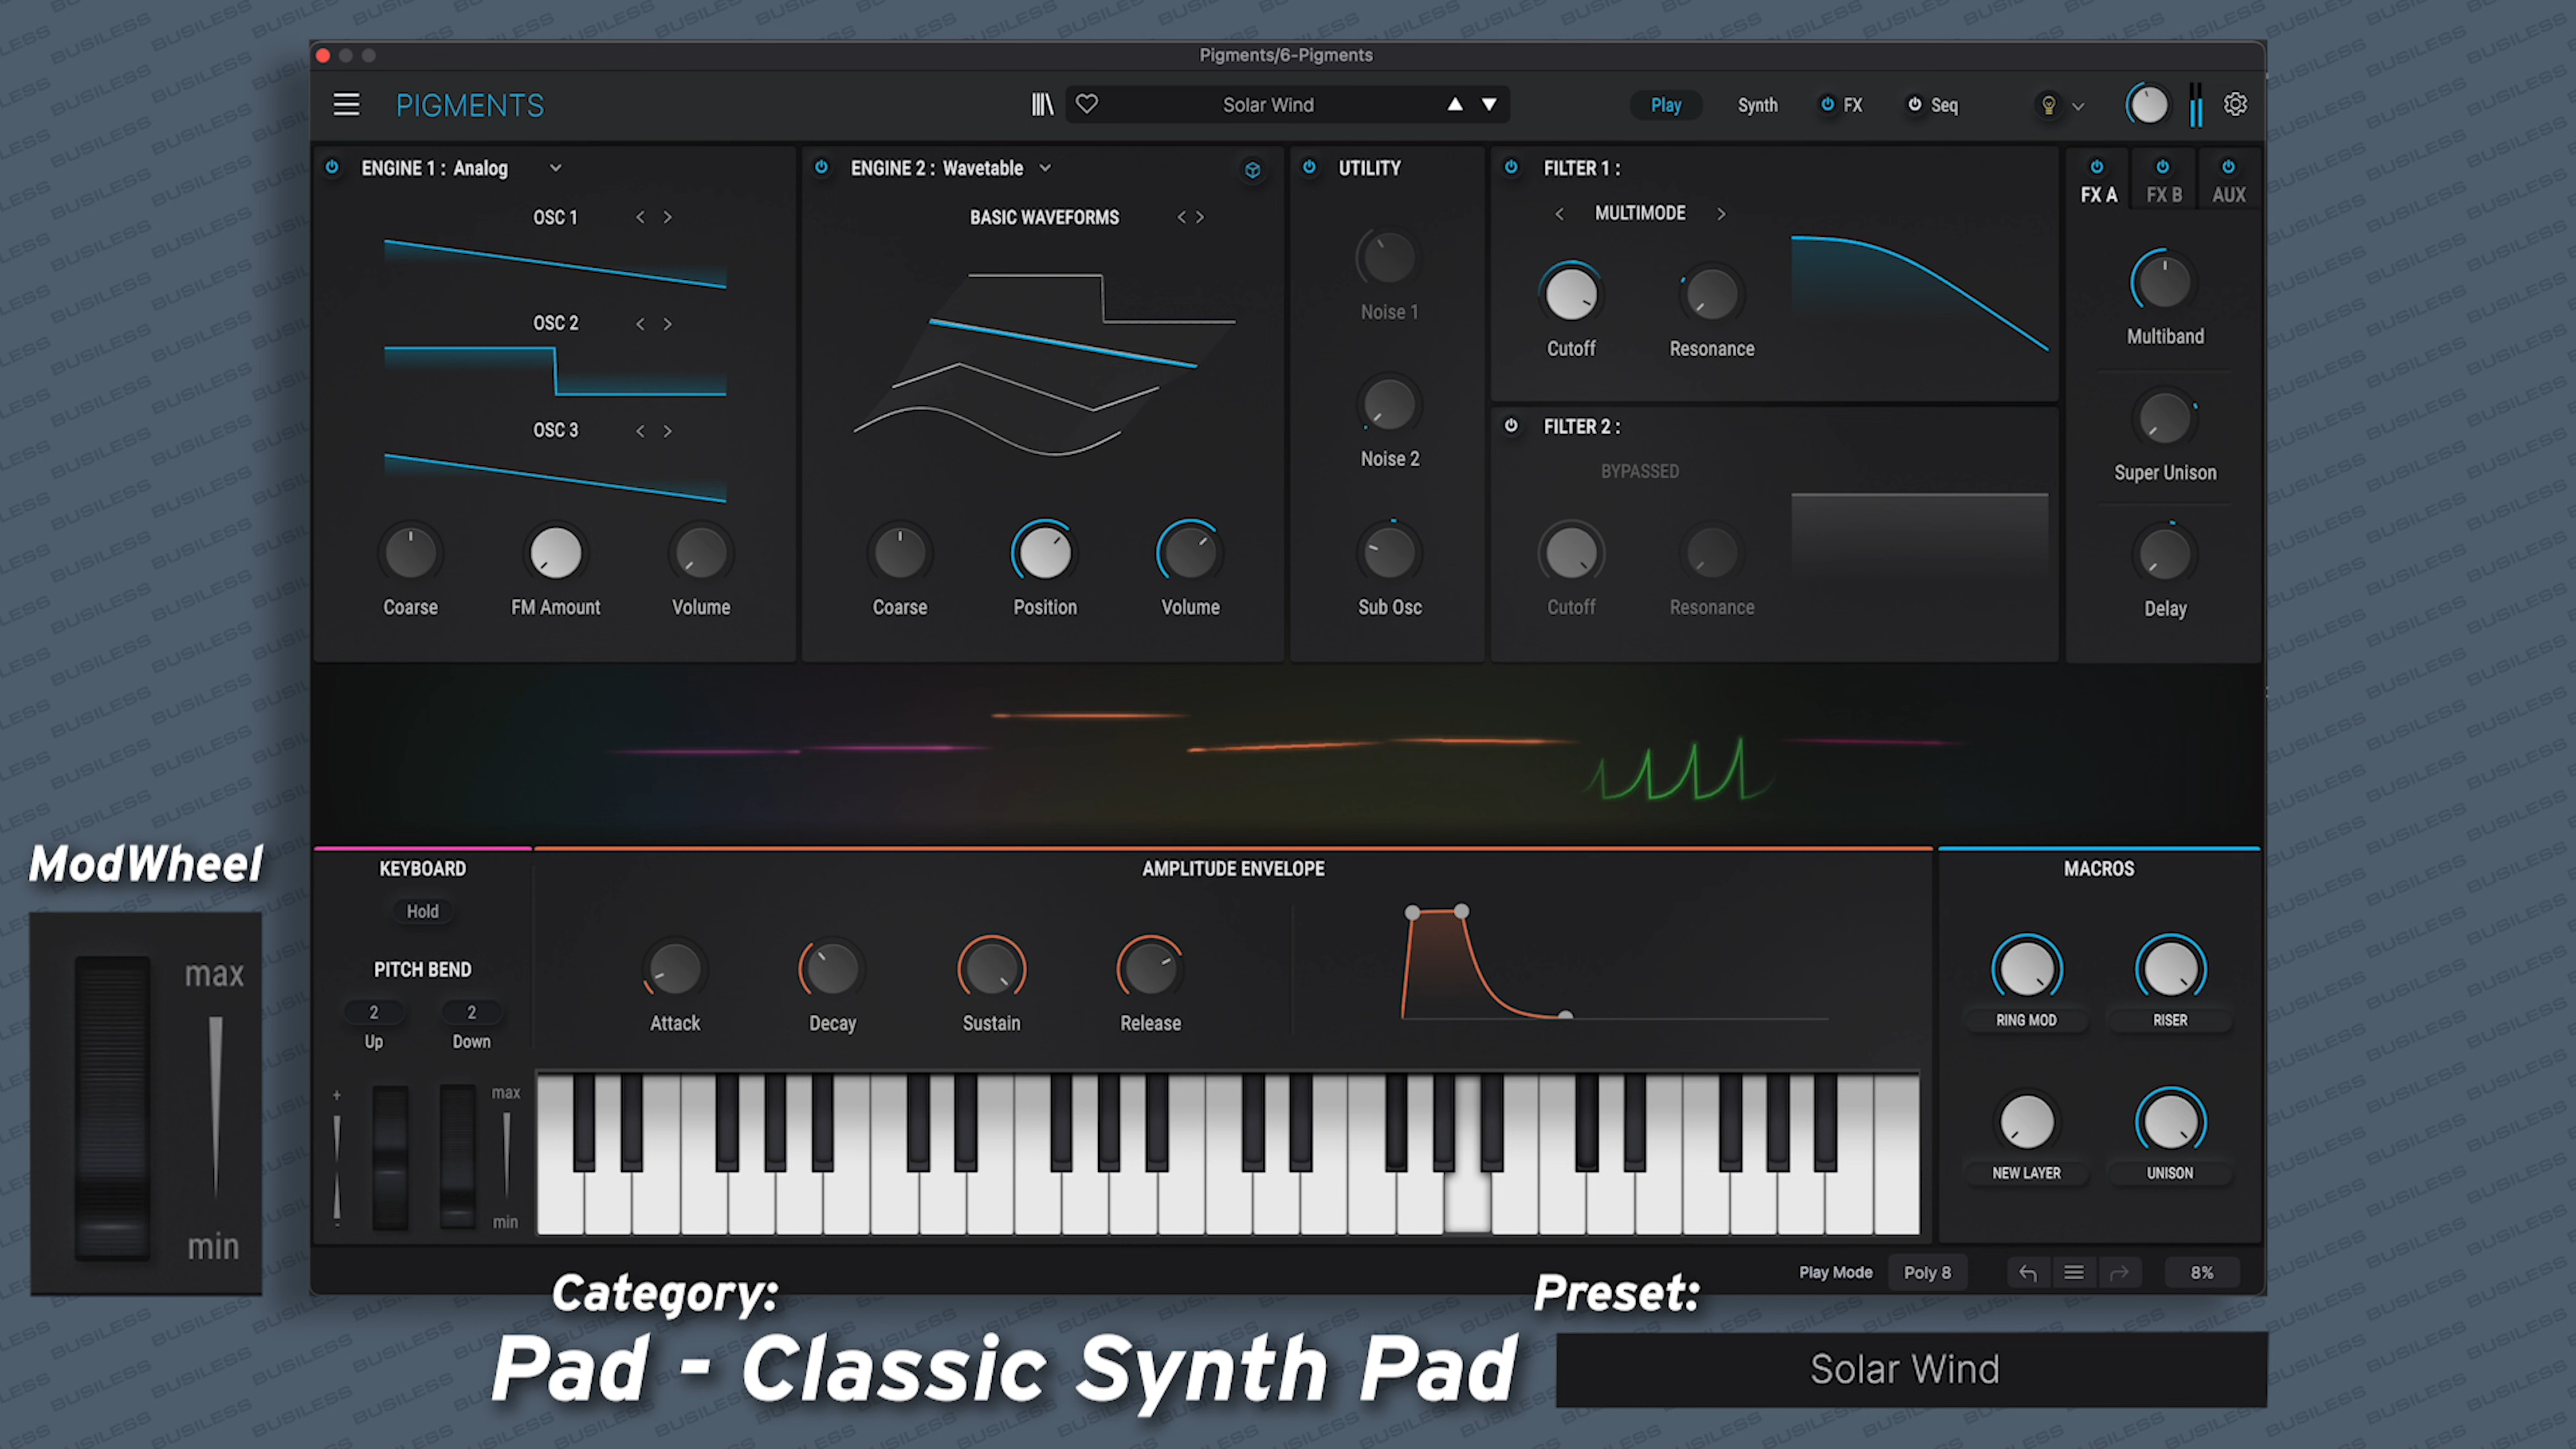 Pigments/6-Pigments
PIGMENTS
Solar Wind
Play
Synth
FX
Seq
ENGINE 1 : Analog
OSC 1
OSC 2
OSC 3
Coarse
FM Amount
Volume
ENGINE 2 : Wavetable
BASIC WAVEFORMS
Coarse
Position
Volume
UTILITY
Noise 1
Noise 2
Sub Osc
FILTER 1 :
MULTIMODE
Cutoff
Resonance
FILTER 2 :
BYPASSED
Cutoff
Resonance
FX A
FX B
AUX
Multiband
Super Unison
Delay
ModWheel
max
min
KEYBOARD
Hold
PITCH BEND
2
2
Up
Down
+
-
max
min
AMPLITUDE ENVELOPE
Attack
Decay
Sustain
Release
MACROS
RING MOD
RISER
NEW LAYER
UNISON
Play Mode
Poly 8
8%
Category:
Pad - Classic Synth Pad
Preset:
Solar Wind
BUSILESS